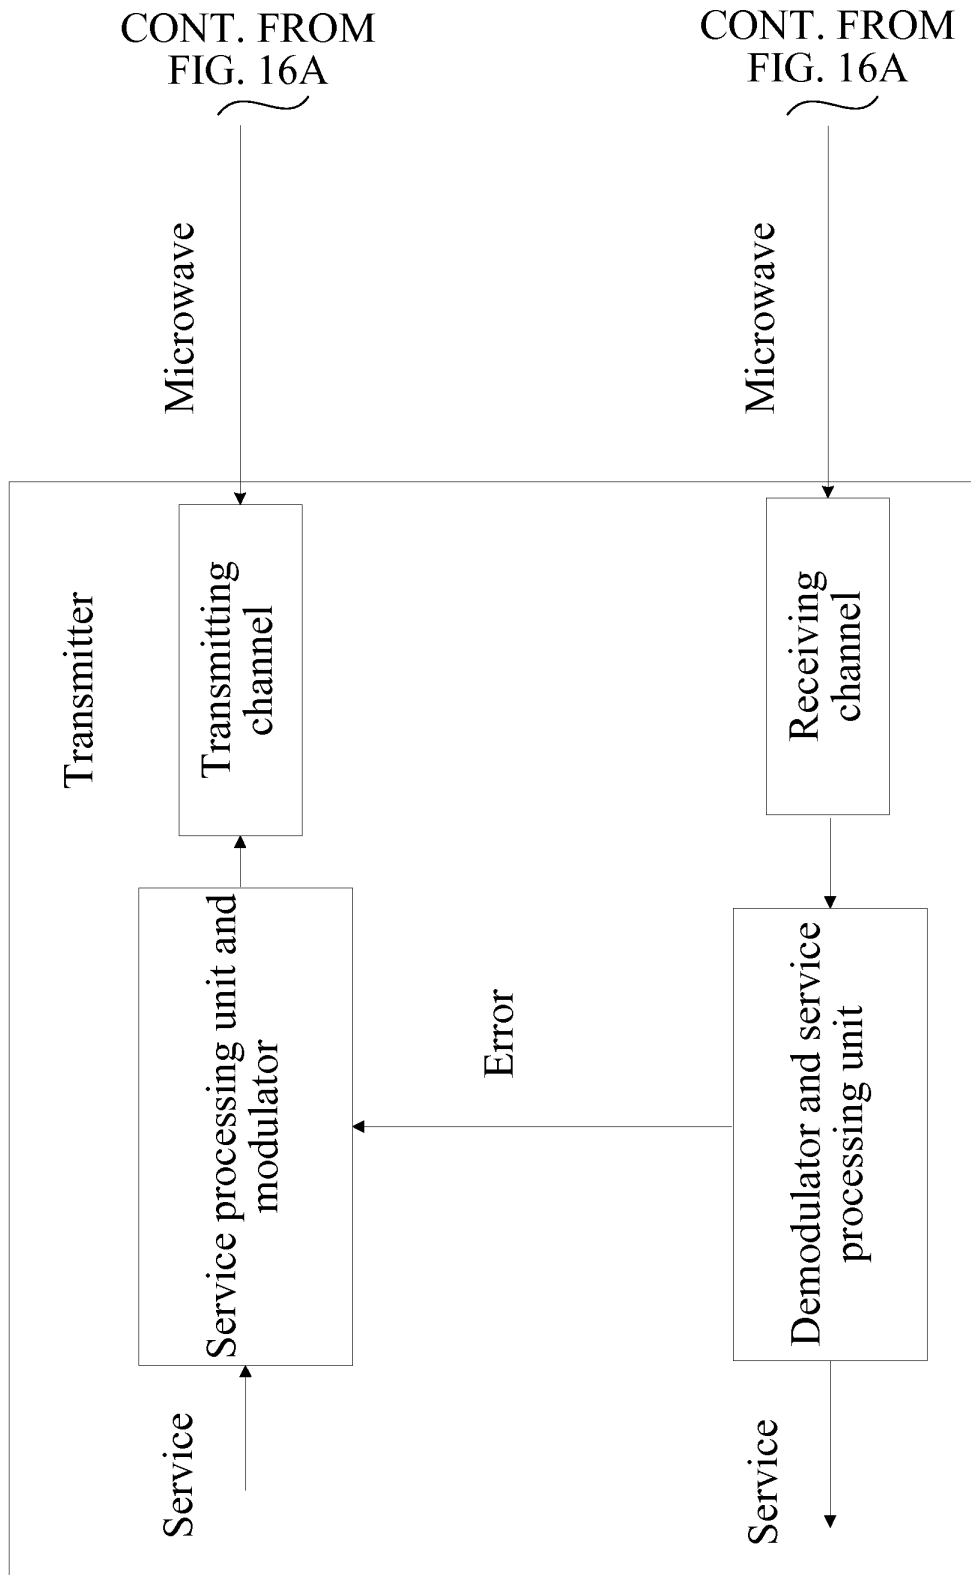 CONT. FROM
FIG. 16A
CONT. FROM
FIG. 16A
Microwave
Microwave
Transmitter
Transmitting
channel
Receiving
channel
Service processing unit and
modulator
Error
Demodulator and service
processing unit
Service
Service